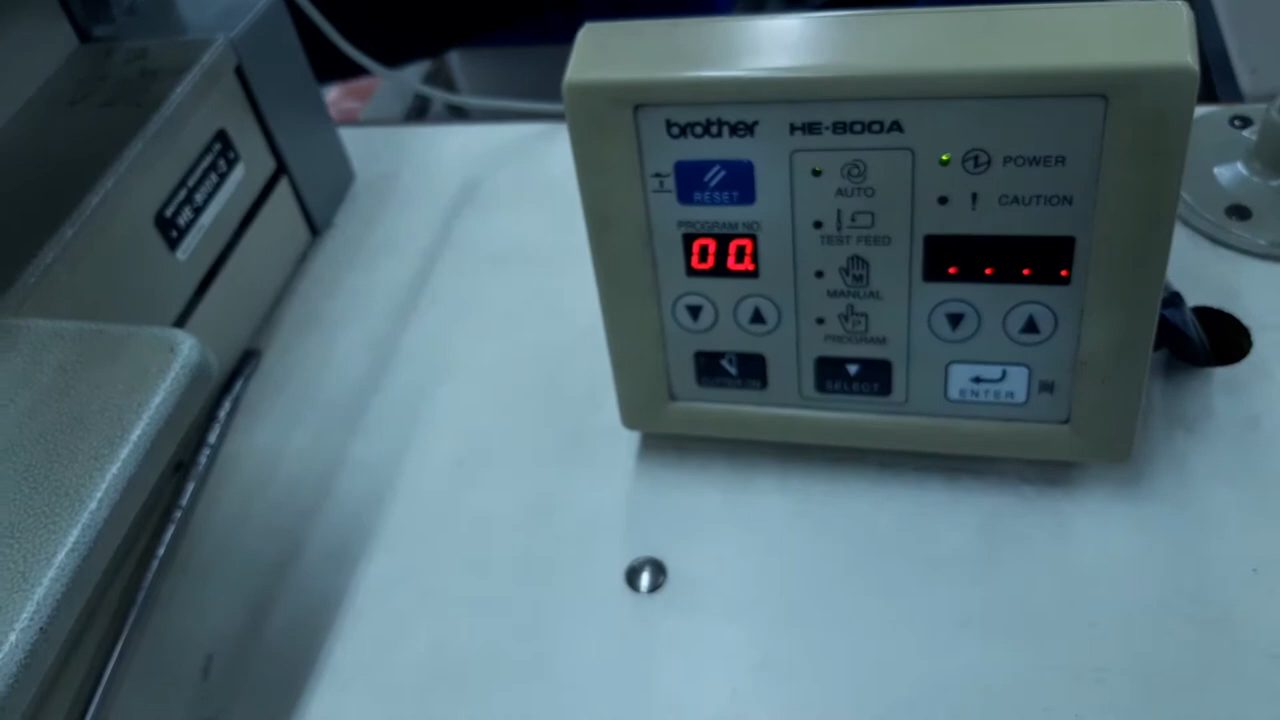 brother HE-800A
RESET
PROGRAM NO.
00.
AUTO
TEST FEED
M
MANUAL
P
PROGRAM
SELECT
POWER
! CAUTION
....
ENTER